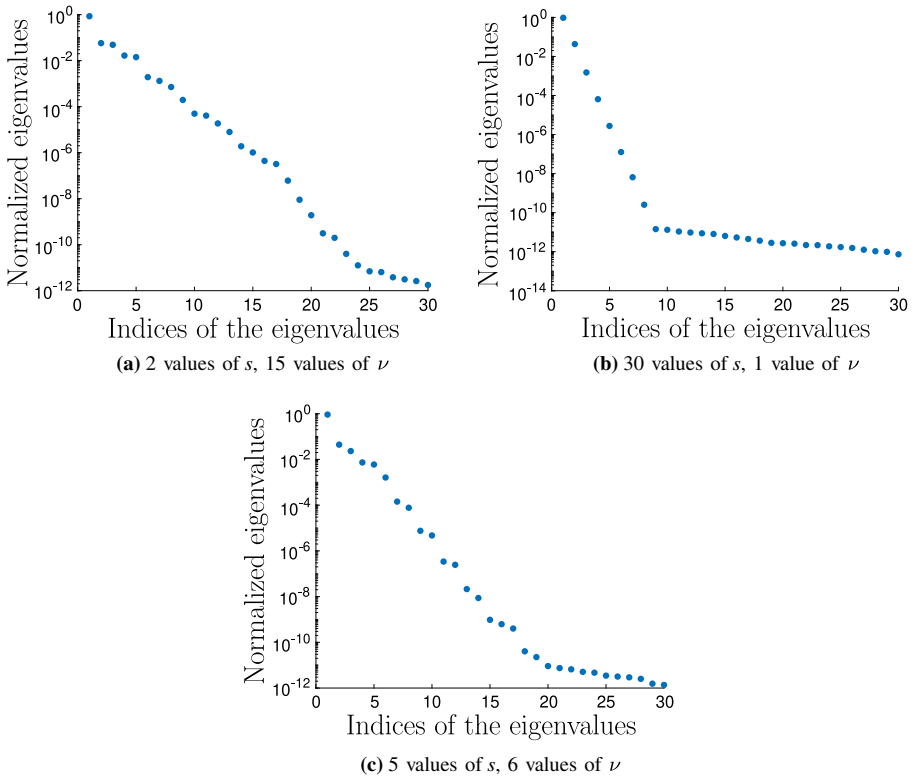 10^0
10^-2
10^-4
10^-6
10^-8
10^-10
10^-12
Normalized eigenvalues
0 5 10 15 20 25 30
Indices of the eigenvalues
(a) 2 values of s, 15 values of ν
10^0
10^-2
10^-4
10^-6
10^-8
10^-10
10^-12
10^-14
Normalized eigenvalues
0 5 10 15 20 25 30
Indices of the eigenvalues
(b) 30 values of s, 1 value of ν
10^0
10^-2
10^-4
10^-6
10^-8
10^-10
10^-12
Normalized eigenvalues
0 5 10 15 20 25 30
Indices of the eigenvalues
(c) 5 values of s, 6 values of ν